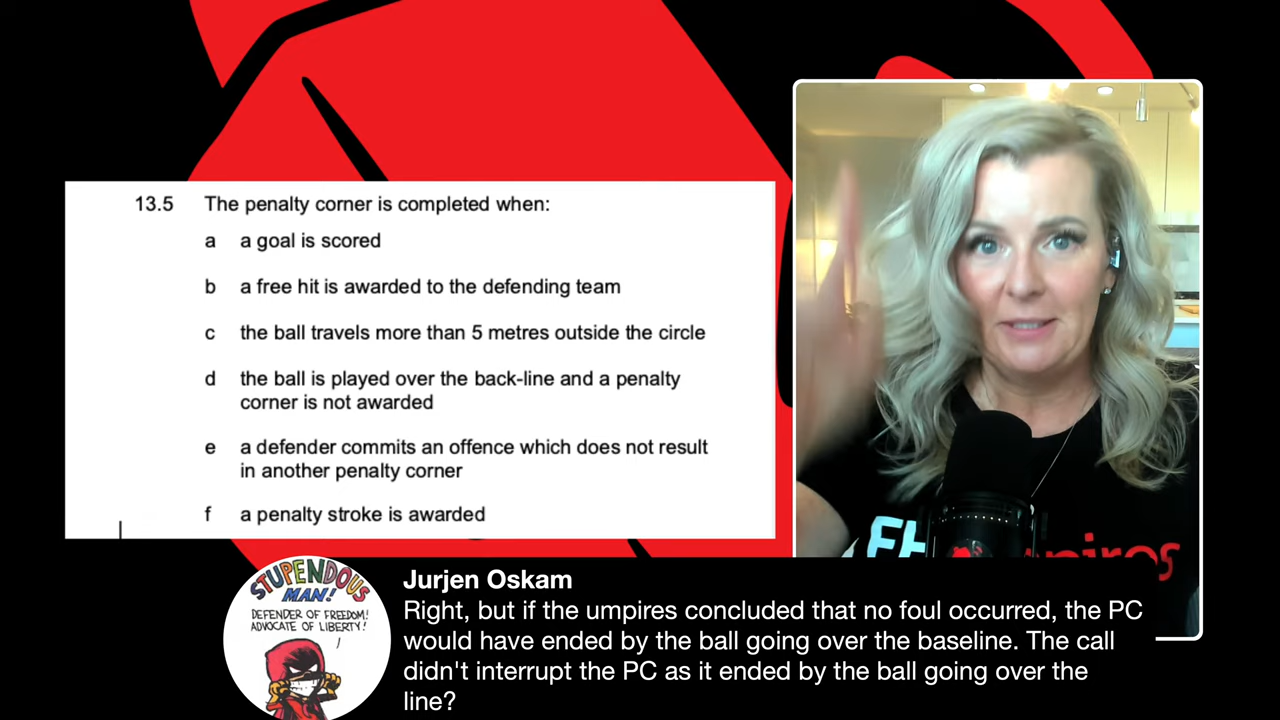 13.5 The penalty corner is completed when:
a a goal is scored
b a free hit is awarded to the defending team
c the ball travels more than 5 metres outside the circle
d the ball is played over the back-line and a penalty
corner is not awarded
e a defender commits an offence which does not result
in another penalty corner
f a penalty stroke is awarded
STUPENDOUS
MAN!
DEFENDER OF FREEDOM!
ADVOCATE OF LIBERTY!
Jurjen Oskam
Right, but if the umpires concluded that no foul occurred, the PC
would have ended by the ball going over the baseline. The call
didn't interrupt the PC as it ended by the ball going over the
line?